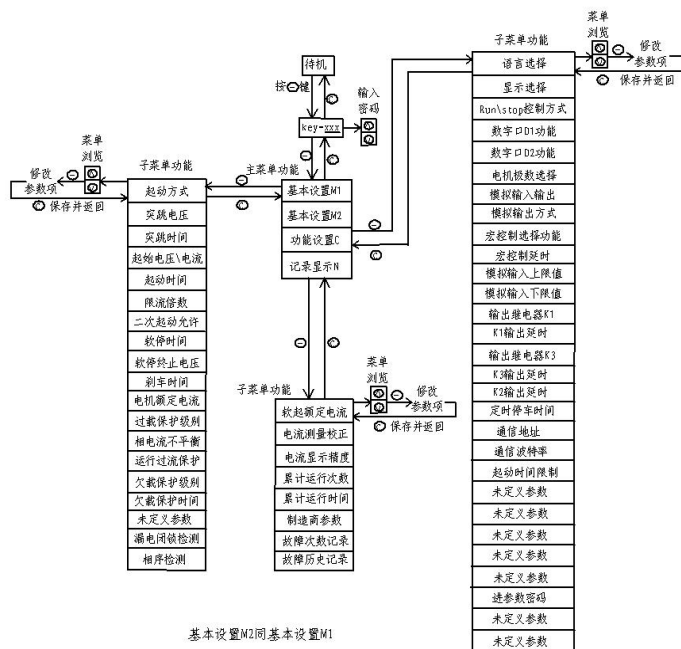 待机
按⊖键
Ⓒ
输入
密码
key-xxx
⊖
Ⓒ
主菜单功能
基本设置M1
基本设置M2
功能设置C
记录显示N
菜单
浏览
⊖
修改
参数项
Ⓒ保存并返回
子菜单功能
⊖
Ⓒ
起动方式
突跳电压
突跳时间
起始电压\电流
起动时间
限流倍数
二次起动允许
软停时间
软停终止电压
刹车时间
电机额定电流
过载保护级别
相电流不平衡
运行过流保护
欠载保护级别
欠载保护时间
未定义参数
漏电闭锁检测
相序检测
⊖
Ⓒ
子菜单功能
菜单
浏览
⊖
修改
参数项
Ⓒ保存并返回
软起额定电流
电流测量校正
电流显示精度
累计运行次数
累计运行时间
制造商参数
故障次数记录
故障历史记录
⊖
Ⓒ
子菜单功能
菜单
浏览
⊖
修改
参数项
Ⓒ 保存并返回
语言选择
显示选择
Run\stop控制方式
数字口D1功能
数字口D2功能
电机极数选择
模拟输入输出
模拟输出方式
宏控制选择功能
宏控制延时
模拟输入上限值
模拟输入下限值
输出继电器K1
K1输出延时
输出继电器K3
K3输出延时
K2输出延时
定时停车时间
通信地址
通信波特率
起动时间限制
未定义参数
未定义参数
未定义参数
未定义参数
未定义参数
进参数密码
未定义参数
未定义参数
基本设置M2同基本设置M1